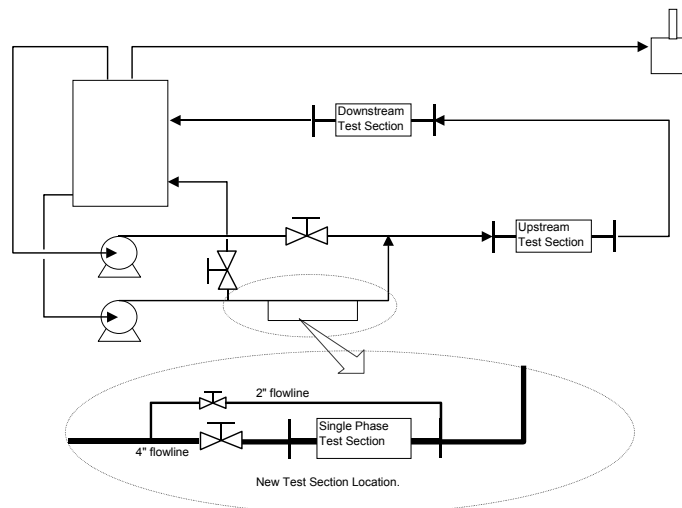 Downstream
Test Section
Upstream
Test Section
2" flowline
Single Phase
Test Section
4" flowline
New Test Section Location.